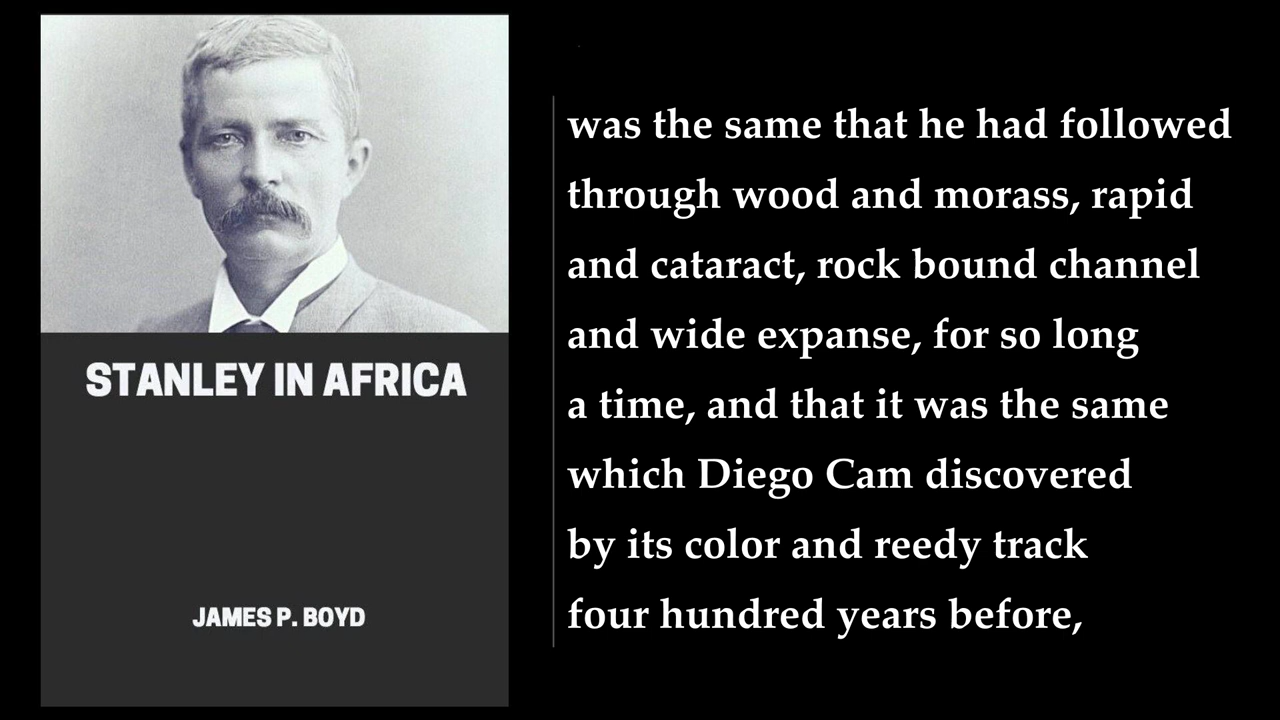 STANLEY IN AFRICA
JAMES P. BOYD
was the same that he had followed
through wood and morass, rapid
and cataract, rock bound channel
and wide expanse, for so long
a time, and that it was the same
which Diego Cam discovered
by its color and reedy track
four hundred years before,